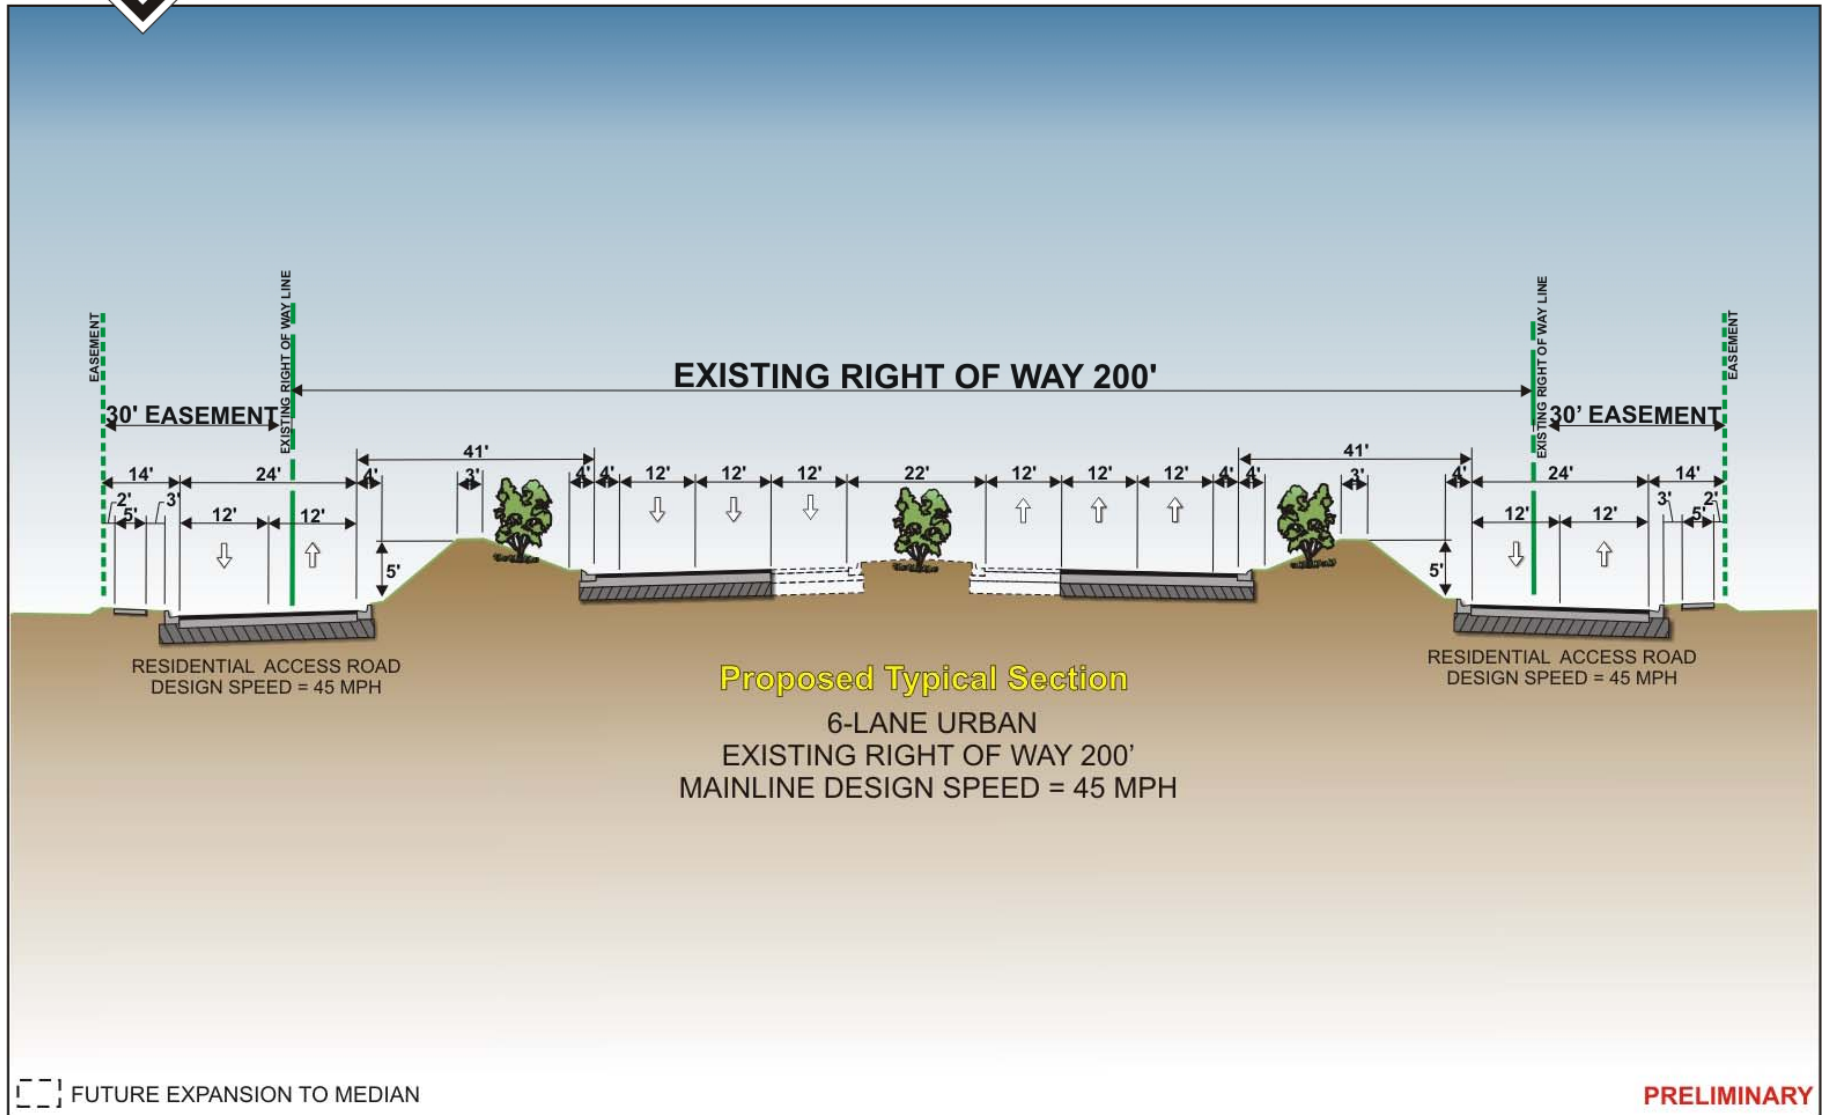 EXISTING RIGHT OF WAY LINE
EXISTING RIGHT OF WAY LINE
EASEMENT
EASEMENT
EXISTING RIGHT OF WAY 200'
30' EASEMENT
30’ EASEMENT
41'
41'
14' 24' 4' 3' 4' 4' 12' 12' 12' 22' 12' 12' 12' 4' 4' 3' 4' 24' 14'
2' 5' 3' 12' 12'
12' 12' 3' 5' 2'
5'
5'
RESIDENTIAL ACCESS ROAD
DESIGN SPEED = 45 MPH
RESIDENTIAL ACCESS ROAD
DESIGN SPEED = 45 MPH
Proposed Typical Section
6-LANE URBAN
EXISTING RIGHT OF WAY 200’
MAINLINE DESIGN SPEED = 45 MPH
FUTURE EXPANSION TO MEDIAN
PRELIMINARY